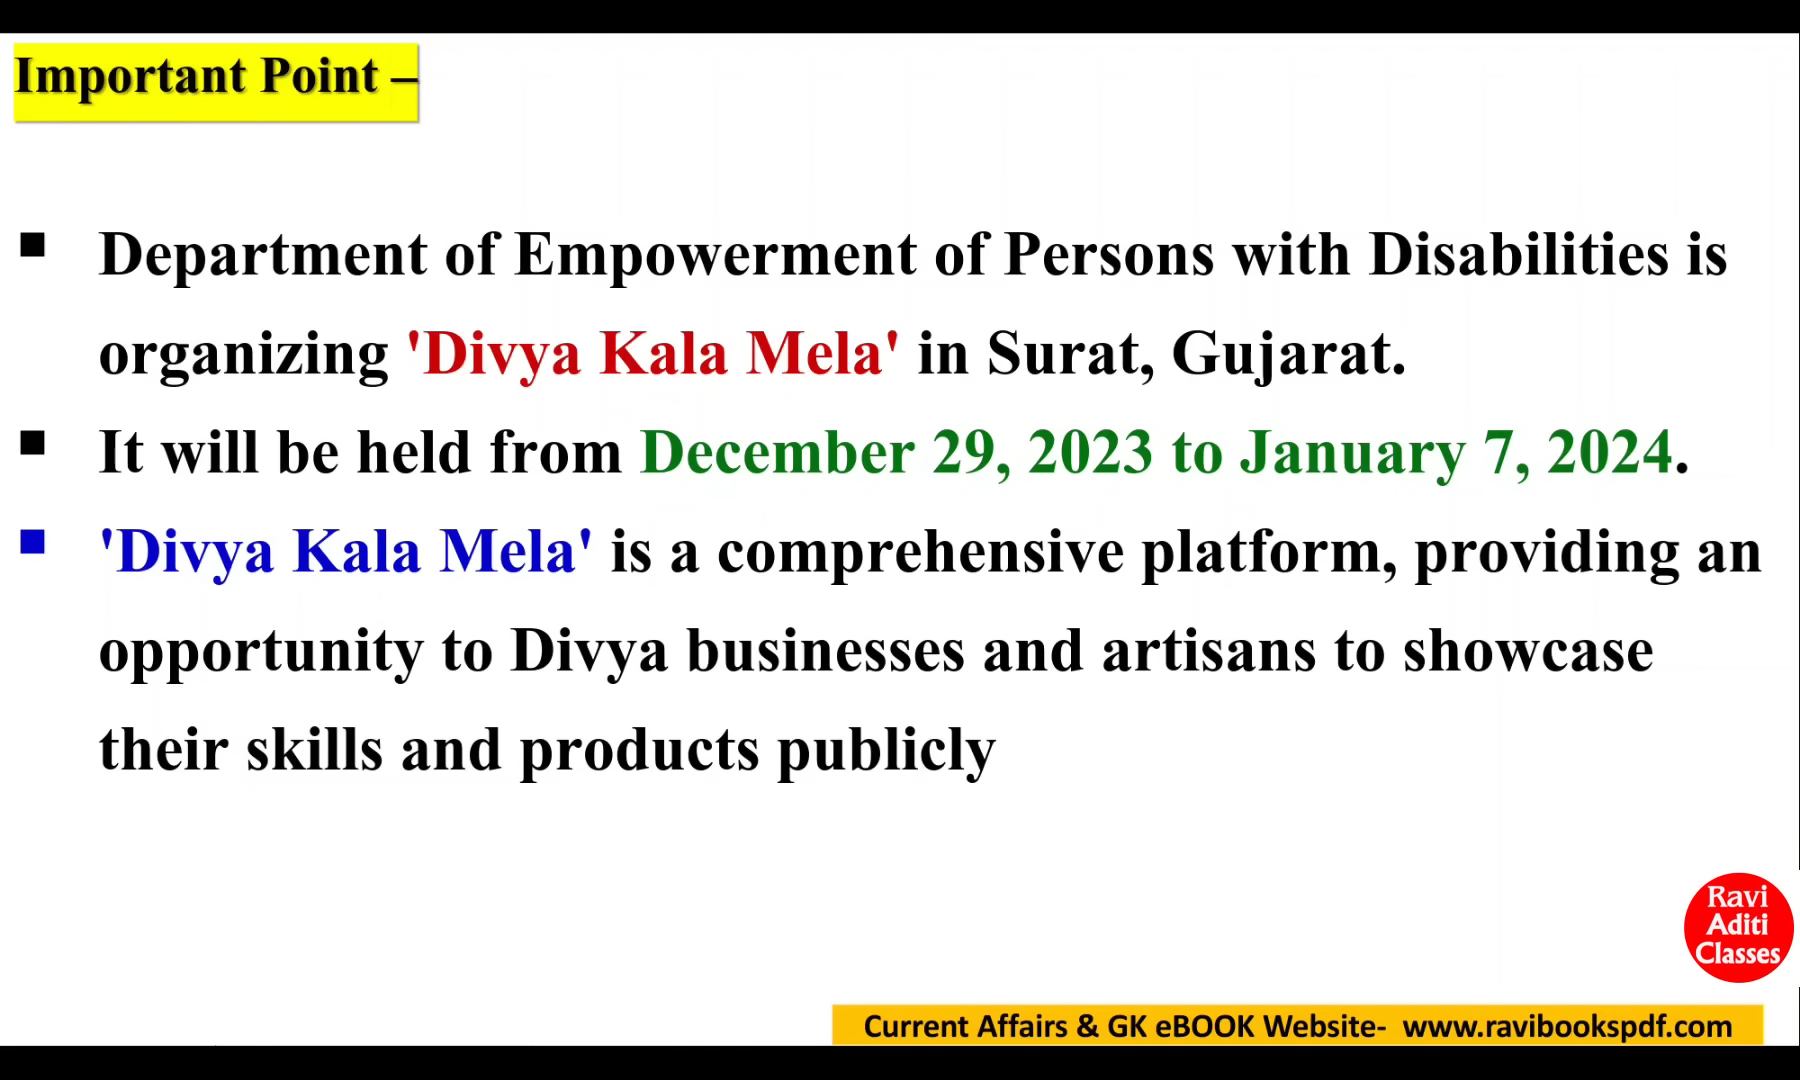 Important Point –
▪ Department of Empowerment of Persons with Disabilities is
organizing 'Divya Kala Mela' in Surat, Gujarat.
▪ It will be held from December 29, 2023 to January 7, 2024.
▪ 'Divya Kala Mela' is a comprehensive platform, providing an
opportunity to Divya businesses and artisans to showcase
their skills and products publicly
Ravi
Aditi
Classes
Current Affairs & GK eBOOK Website- www.ravibookspdf.com